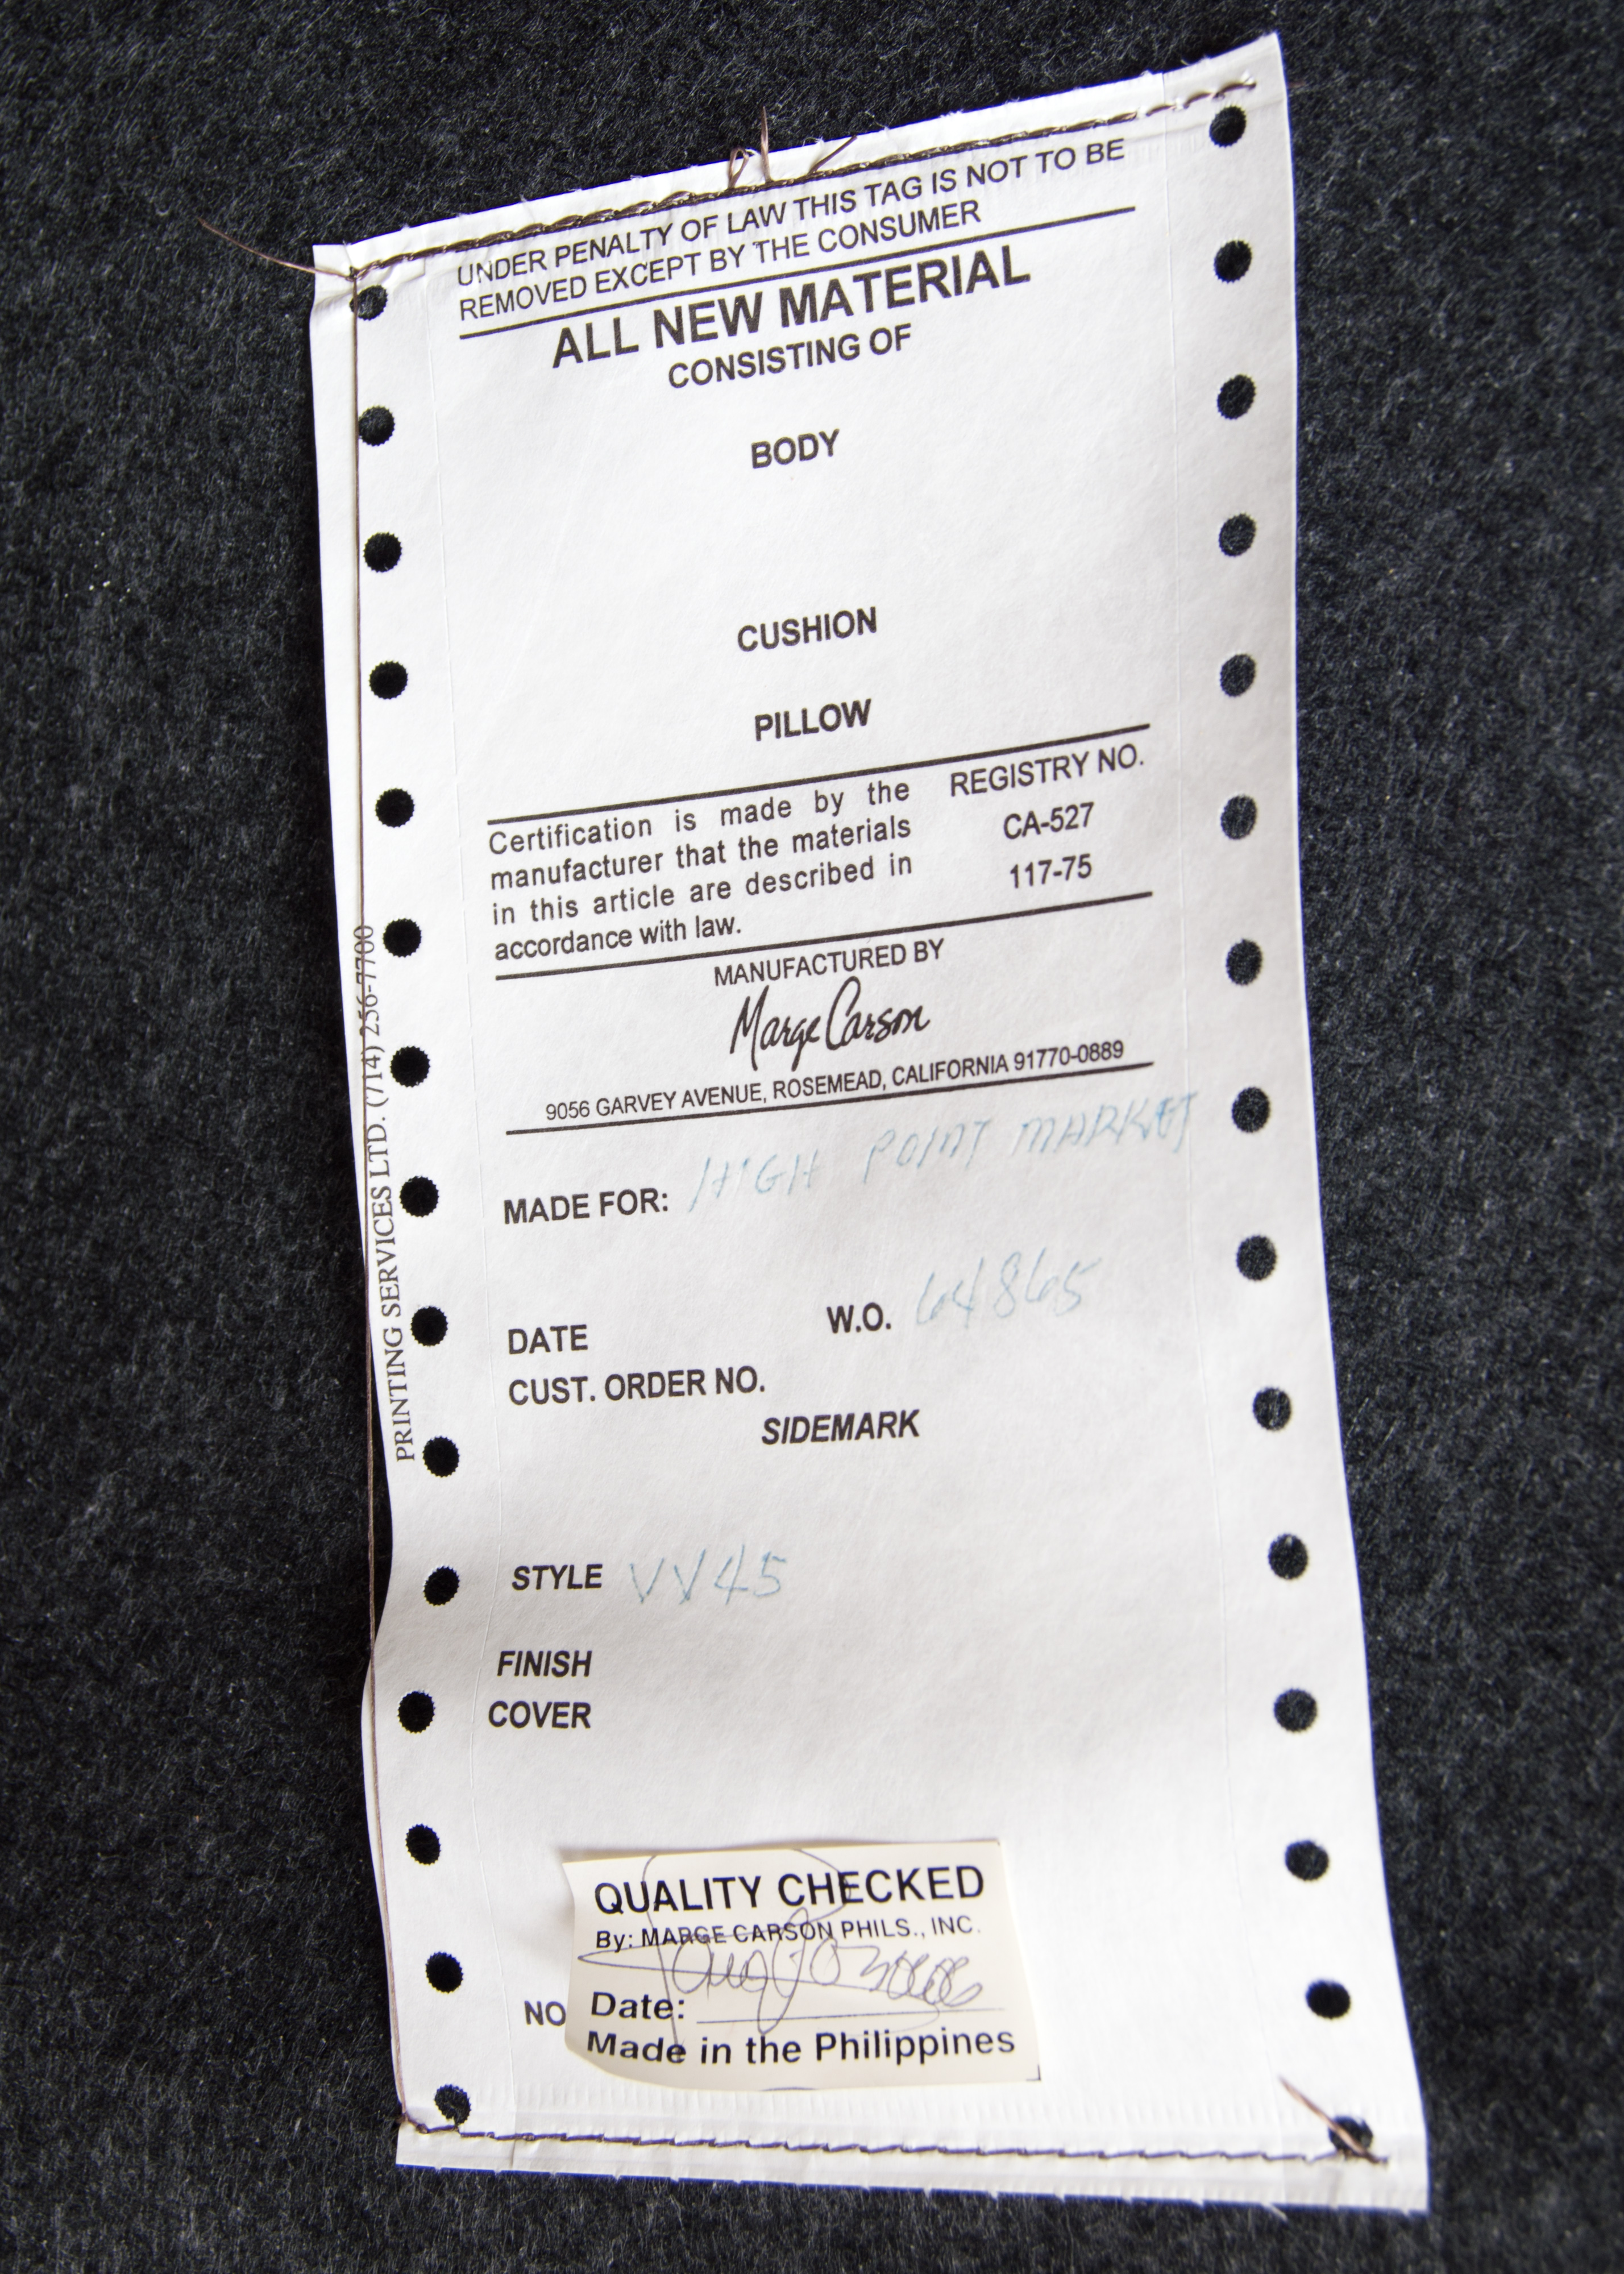 UNDER PENALTY OF LAW THIS TAG IS NOT TO BE
REMOVED EXCEPT BY THE CONSUMER
ALL NEW MATERIAL
CONSISTING OF
BODY
CUSHION
PILLOW
Certification is made by the
manufacturer that the materials
in this article are described in
accordance with law.
REGISTRY NO.
CA-527
117-75
MANUFACTURED BY
Marge Carson
9056 GARVEY AVENUE, ROSEMEAD, CALIFORNIA 91770-0889
MADE FOR: HIGH POINT MARKET
DATE
W.O. 64865
CUST. ORDER NO.
SIDEMARK
STYLE VV45
FINISH
COVER
NO
QUALITY CHECKED
By: MARGE CARSON PHILS., INC.
Date:
Made in the Philippines
PRINTING SERVICES LTD. (714) 256-7700